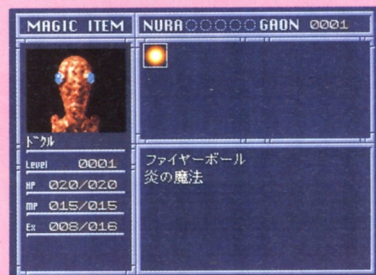 MAGIC ITEM
NURA○○○○○GAON 0001
ドクル
Level 0001
HP 020/020
MP 015/015
Ex 008/016
ファイヤーボール
炎の魔法